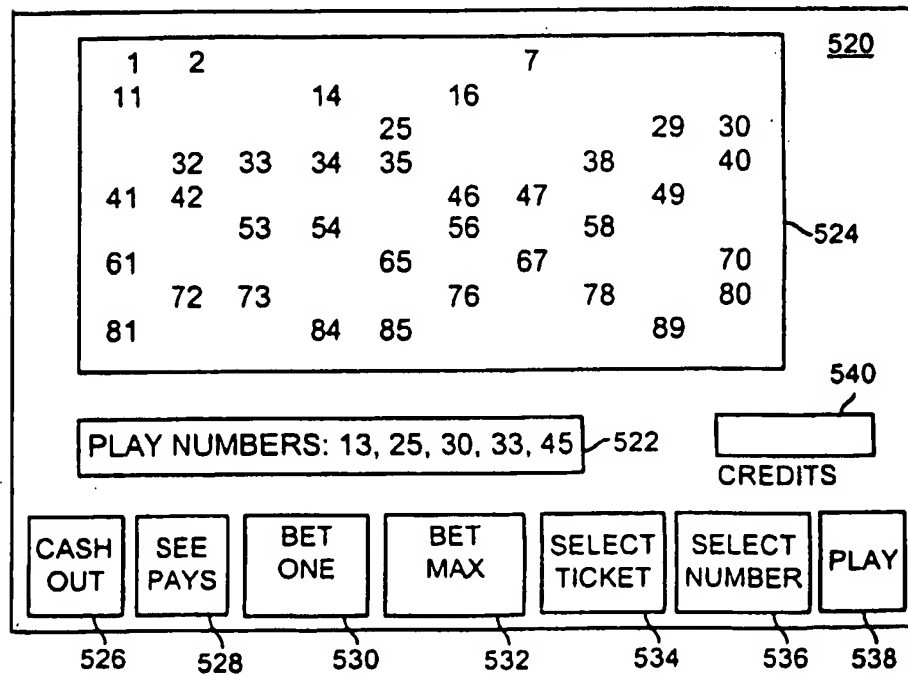 520
1 2 7
11 14 16
25 29 30
32 33 34 35 38 40
41 42 46 47 49
53 54 56 58
524
61 65 67 70
72 73 76 78 80
81 84 85 89
540
PLAY NUMBERS: 13, 25, 30, 33, 45
522
CREDITS
CASH OUT
SEE PAYS
BET ONE
BET MAX
SELECT TICKET
SELECT NUMBER
PLAY
526 528 530 532 534 536 538